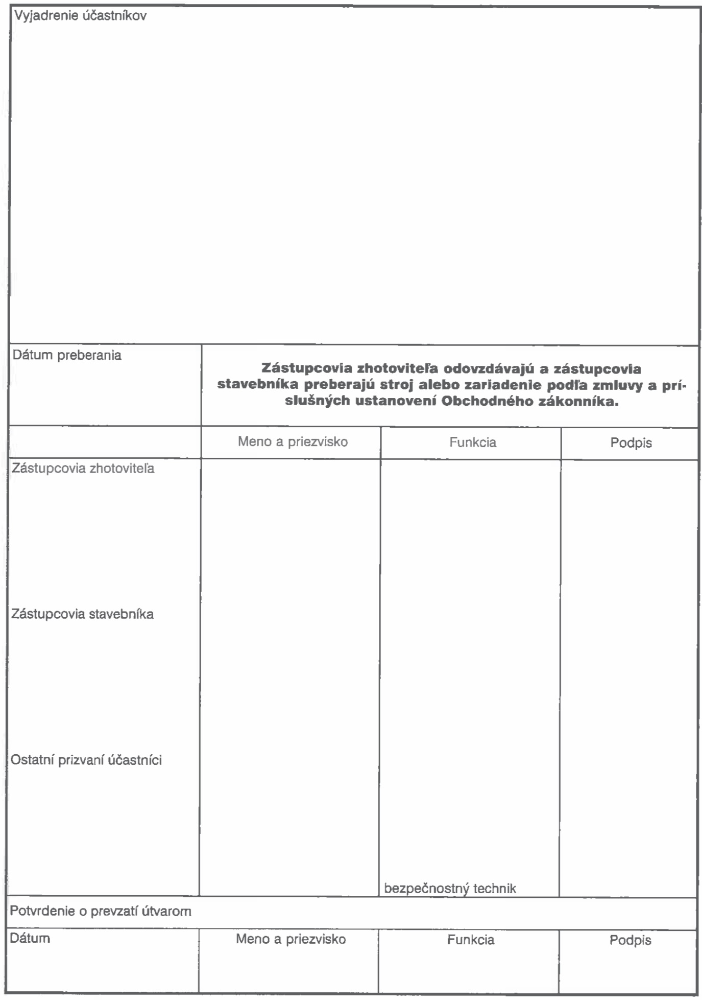 Vyjadrenie účastníkov
Dátum preberania
Zástupcovia zhotoviteľa odovzdávajú a zástupcovia
stavebníka preberajú stroj alebo zariadenie podľa zmluvy a prí-
slušných ustanovení Obchodného zákonníka.
Meno a priezvisko Funkcia Podpis
Zástupcovia zhotoviteľa
Zástupcovia stavebníka
Ostatní prizvaní účastníci
bezpečnostný technik
Potvrdenie o prevzatí útvarom
Dátum Meno a priezvisko Funkcia Podpis